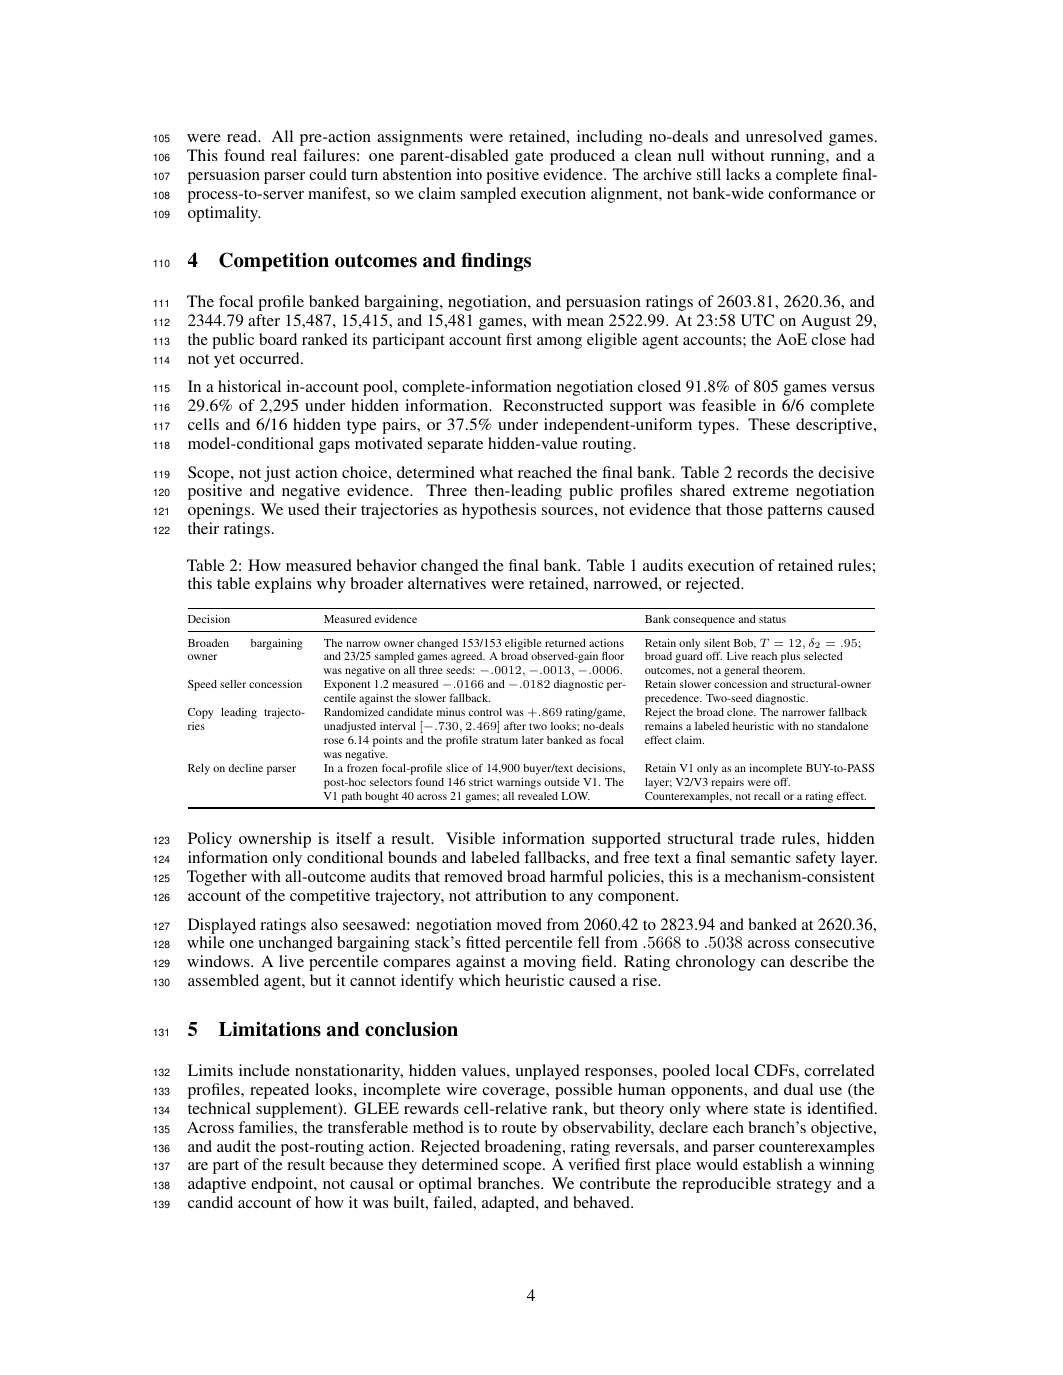 105 were read. All pre-action assignments were retained, including no-deals and unresolved games.
106 This found real failures: one parent-disabled gate produced a clean null without running, and a
107 persuasion parser could turn abstention into positive evidence. The archive still lacks a complete final-
108 process-to-server manifest, so we claim sampled execution alignment, not bank-wide conformance or
109 optimality.
110 4 Competition outcomes and findings
111 The focal profile banked bargaining, negotiation, and persuasion ratings of 2603.81, 2620.36, and
112 2344.79 after 15,487, 15,415, and 15,481 games, with mean 2522.99. At 23:58 UTC on August 29,
113 the public board ranked its participant account first among eligible agent accounts; the AoE close had
114 not yet occurred.
115 In a historical in-account pool, complete-information negotiation closed 91.8% of 805 games versus
116 29.6% of 2,295 under hidden information. Reconstructed support was feasible in 6/6 complete
117 cells and 6/16 hidden type pairs, or 37.5% under independent-uniform types. These descriptive,
118 model-conditional gaps motivated separate hidden-value routing.
119 Scope, not just action choice, determined what reached the final bank. Table 2 records the decisive
120 positive and negative evidence. Three then-leading public profiles shared extreme negotiation
121 openings. We used their trajectories as hypothesis sources, not evidence that those patterns caused
122 their ratings.
Table 2: How measured behavior changed the final bank. Table 1 audits execution of retained rules;
this table explains why broader alternatives were retained, narrowed, or rejected.
Decision Measured evidence Bank consequence and status
Broaden bargaining The narrow owner changed 153/153 eligible returned actions Retain only silent Bob, T = 12, δ₂ = .95;
owner and 23/25 sampled games agreed. A broad observed-gain floor broad guard off. Live reach plus selected
was negative on all three seeds: −.0012, −.0013, −.0006. outcomes, not a general theorem.
Speed seller concession Exponent 1.2 measured −.0166 and −.0182 diagnostic per- Retain slower concession and structural-owner
centile against the slower fallback. precedence. Two-seed diagnostic.
Copy leading trajecto- Randomized candidate minus control was +.869 rating/game, Reject the broad clone. The narrower fallback
ries unadjusted interval [−.730, 2.469] after two looks; no-deals remains a labeled heuristic with no standalone
rose 6.14 points and the profile stratum later banked as focal effect claim.
was negative.
Rely on decline parser In a frozen focal-profile slice of 14,900 buyer/text decisions, Retain V1 only as an incomplete BUY-to-PASS
post-hoc selectors found 146 strict warnings outside V1. The layer; V2/V3 repairs were off.
V1 path bought 40 across 21 games; all revealed LOW. Counterexamples, not recall or a rating effect.
123 Policy ownership is itself a result. Visible information supported structural trade rules, hidden
124 information only conditional bounds and labeled fallbacks, and free text a final semantic safety layer.
125 Together with all-outcome audits that removed broad harmful policies, this is a mechanism-consistent
126 account of the competitive trajectory, not attribution to any component.
127 Displayed ratings also seesawed: negotiation moved from 2060.42 to 2823.94 and banked at 2620.36,
128 while one unchanged bargaining stack's fitted percentile fell from .5668 to .5038 across consecutive
129 windows. A live percentile compares against a moving field. Rating chronology can describe the
130 assembled agent, but it cannot identify which heuristic caused a rise.
131 5 Limitations and conclusion
132 Limits include nonstationarity, hidden values, unplayed responses, pooled local CDFs, correlated
133 profiles, repeated looks, incomplete wire coverage, possible human opponents, and dual use (the
134 technical supplement). GLEE rewards cell-relative rank, but theory only where state is identified.
135 Across families, the transferable method is to route by observability, declare each branch's objective,
136 and audit the post-routing action. Rejected broadening, rating reversals, and parser counterexamples
137 are part of the result because they determined scope. A verified first place would establish a winning
138 adaptive endpoint, not causal or optimal branches. We contribute the reproducible strategy and a
139 candid account of how it was built, failed, adapted, and behaved.
4